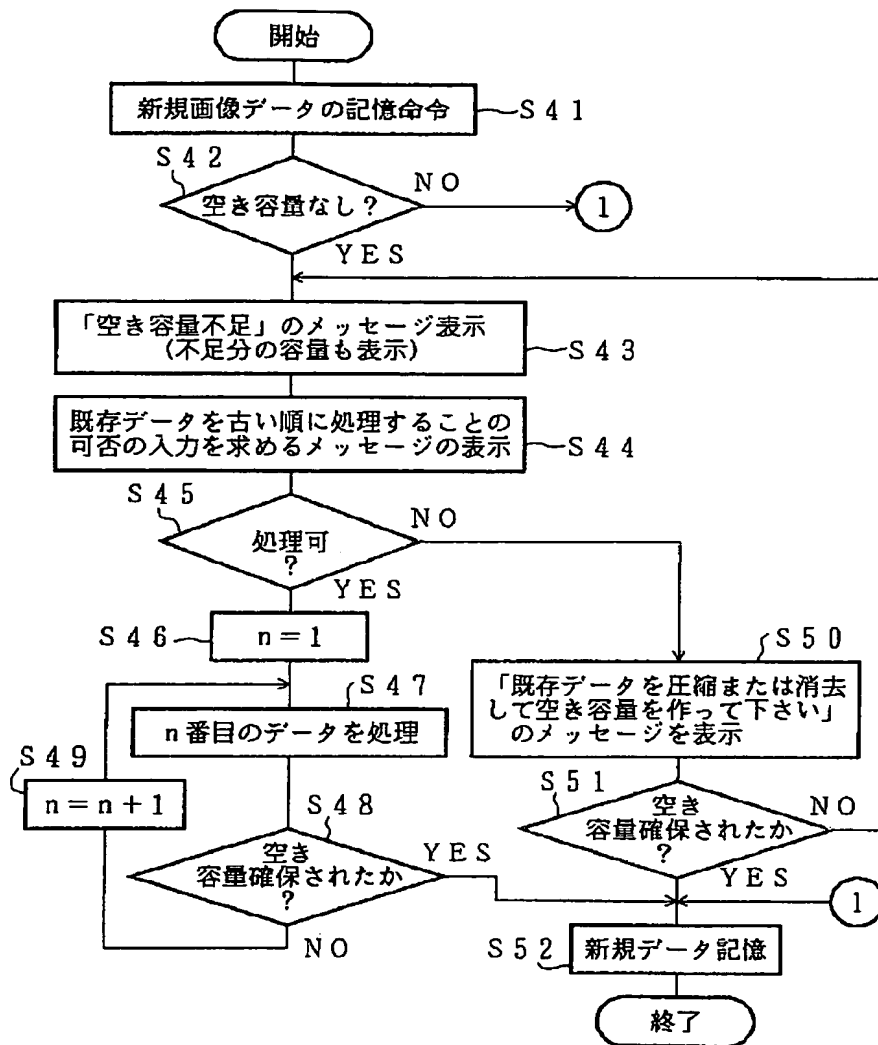 開始
新規画像データの記憶命令
S41
S42
空き容量なし?
NO
1
YES
「空き容量不足」のメッセージ表示
(不足分の容量も表示)
S43
既存データを古い順に処理することの
可否の入力を求めるメッセージの表示
S44
S45
処理可
?
NO
YES
S46
n=1
S47
n番目のデータを処理
S49
n=n+1
S48
空き
容量確保されたか
?
YES
NO
S50
「既存データを圧縮または消去
して空き容量を作って下さい」
のメッセージを表示
S51
空き
容量確保されたか
?
NO
YES
1
S52
新規データ記憶
終了